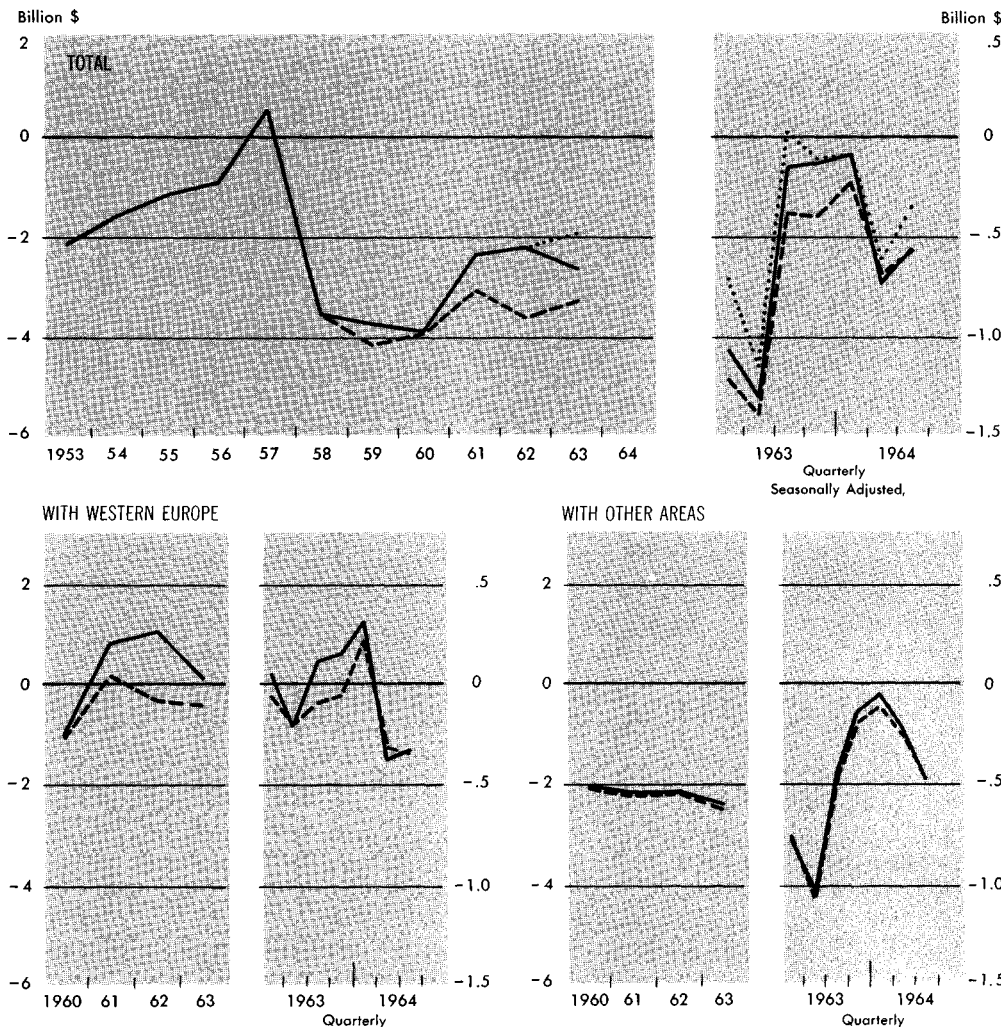 Billion $
Billion $
TOTAL
2
0
-2
-4
-6
.5
0
-.5
-1.0
-1.5
1953 54 55 56 57 58 59 60 61 62 63 64
1963 1964
Quarterly
Seasonally Adjusted,
WITH WESTERN EUROPE
2
0
-2
-4
-6
.5
0
-.5
-1.0
-1.5
1960 61 62 63
1963 1964
Quarterly
WITH OTHER AREAS
2
0
-2
-4
-6
.5
0
-.5
-1.0
-1.5
1960 61 62 63
1963 1964
Quarterly